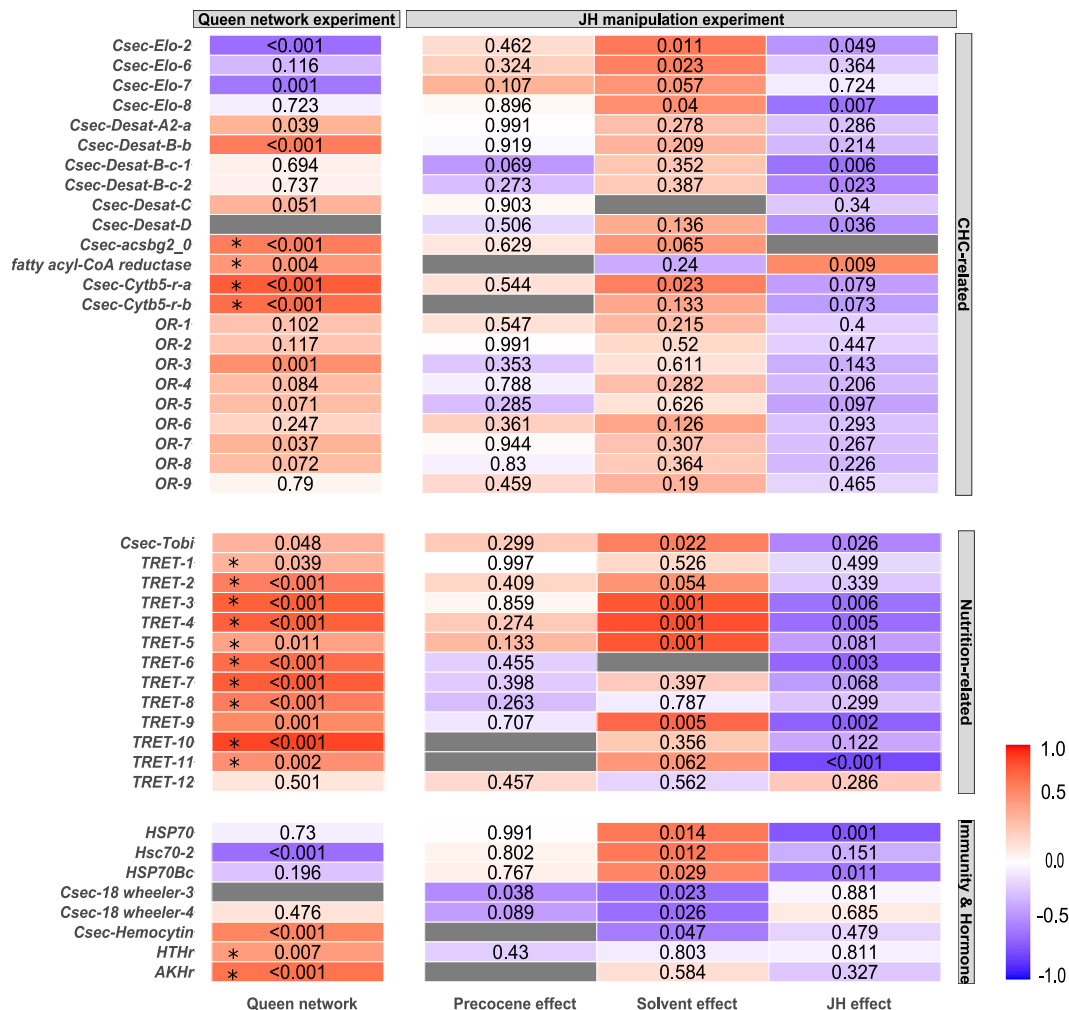 Queen network experiment JH manipulation experiment
Csec-Elo-2 <0.001 0.462 0.011 0.049
Csec-Elo-6 0.116 0.324 0.023 0.364
Csec-Elo-7 0.001 0.107 0.057 0.724
Csec-Elo-8 0.723 0.896 0.04 0.007
Csec-Desat-A2-a 0.039 0.991 0.278 0.286
Csec-Desat-B-b <0.001 0.919 0.209 0.214
Csec-Desat-B-c-1 0.694 0.069 0.352 0.006
Csec-Desat-B-c-2 0.737 0.273 0.387 0.023
Csec-Desat-C 0.051 0.903 0.34
Csec-Desat-D 0.506 0.136 0.036
Csec-acsbg2_0 * <0.001 0.629 0.065
fatty acyl-CoA reductase * 0.004 0.24 0.009
Csec-Cytb5-r-a * <0.001 0.544 0.023 0.079
Csec-Cytb5-r-b * <0.001 0.133 0.073
OR-1 0.102 0.547 0.215 0.4
OR-2 0.117 0.991 0.52 0.447
OR-3 0.001 0.353 0.611 0.143
OR-4 0.084 0.788 0.282 0.206
OR-5 0.071 0.285 0.626 0.097
OR-6 0.247 0.361 0.126 0.293
OR-7 0.037 0.944 0.307 0.267
OR-8 0.072 0.83 0.364 0.226
OR-9 0.79 0.459 0.19 0.465
CHC-related
Csec-Tobi 0.048 0.299 0.022 0.026
TRET-1 * 0.039 0.997 0.526 0.499
TRET-2 * <0.001 0.409 0.054 0.339
TRET-3 * <0.001 0.859 0.001 0.006
TRET-4 * <0.001 0.274 0.001 0.005
TRET-5 * 0.011 0.133 0.001 0.081
TRET-6 * <0.001 0.455 0.003
TRET-7 * <0.001 0.398 0.397 0.068
TRET-8 * <0.001 0.263 0.787 0.299
TRET-9 0.001 0.707 0.005 0.002
TRET-10 * <0.001 0.356 0.122
TRET-11 * 0.002 0.062 <0.001
TRET-12 0.501 0.457 0.562 0.286
Nutrition-related
HSP70 0.73 0.991 0.014 0.001
Hsc70-2 <0.001 0.802 0.012 0.151
HSP70Bc 0.196 0.767 0.029 0.011
Csec-18 wheeler-3 0.038 0.023 0.881
Csec-18 wheeler-4 0.476 0.089 0.026 0.685
Csec-Hemocytin <0.001 0.047 0.479
HTHr * 0.007 0.43 0.803 0.811
AKHr * <0.001 0.584 0.327
Immunity & Hormone
Queen network Precocene effect Solvent effect JH effect
1.0
0.5
0.0
-0.5
-1.0